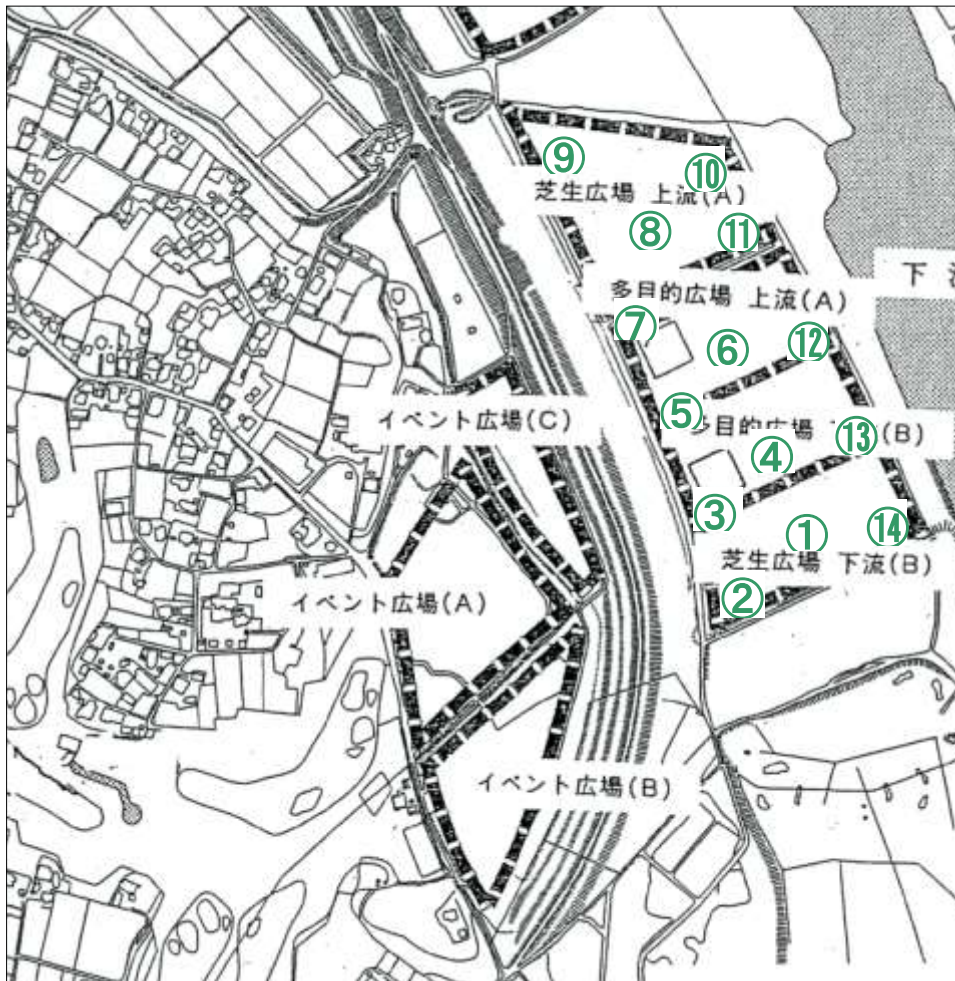 ⑨
⑩
芝生広場 上流(A)
⑧
⑪
下
多目的広場 上流(A)
⑦
⑥
⑫
⑤
イベント広場(C)
多目的広場
⑬
(B)
④
③
①
⑭
芝生広場 下流(B)
②
イベント広場(A)
イベント広場(B)